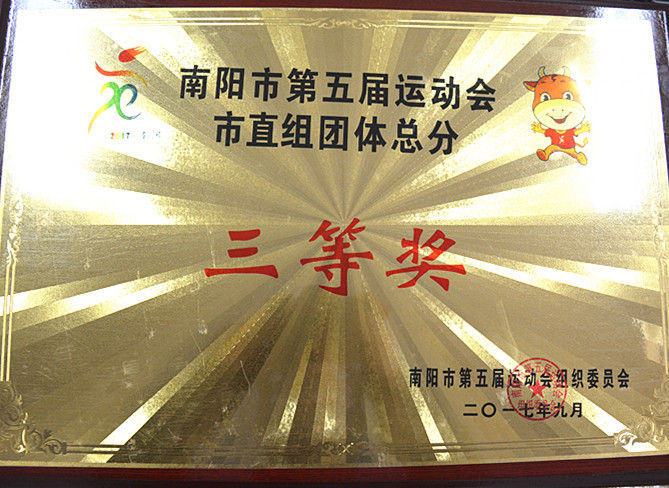 南阳市第五届运动会
市直组团体总分
2017
三等奖
南阳市第五届运动会组织委员会
二〇一七年九月